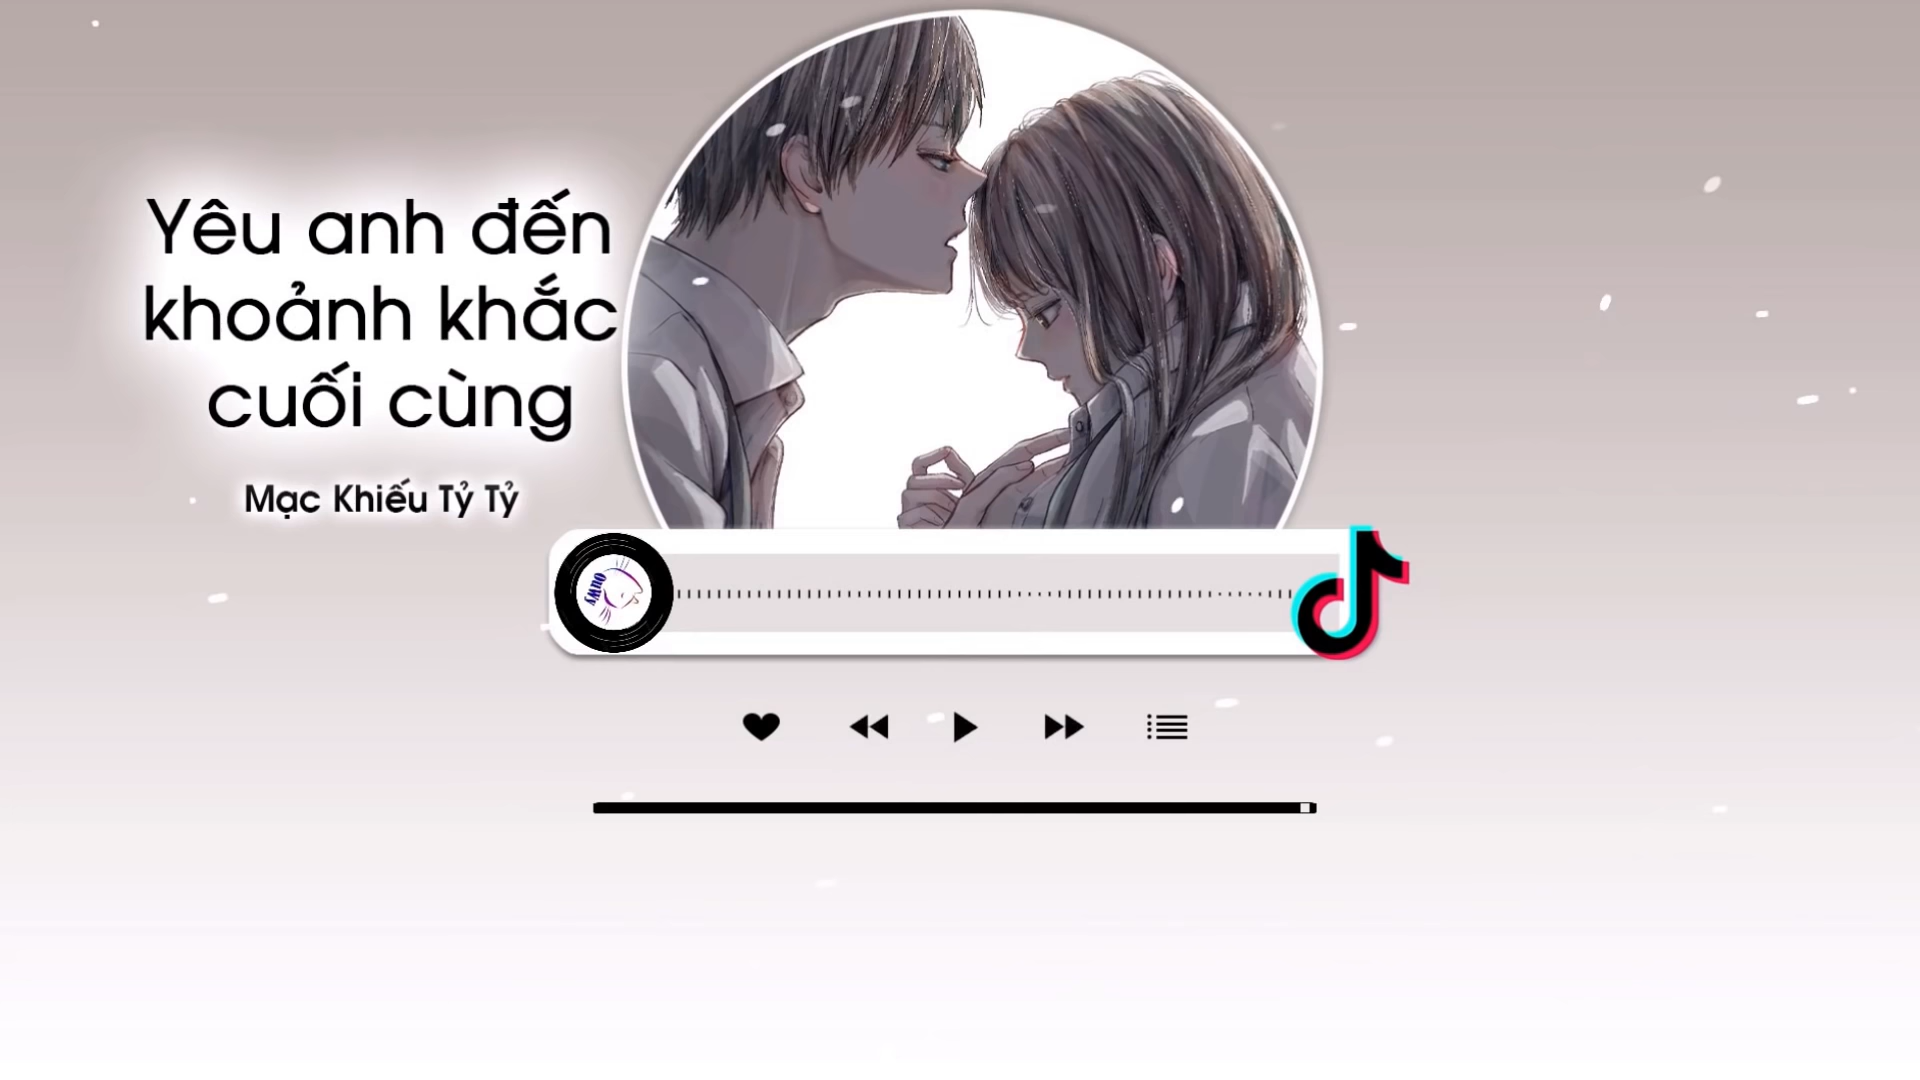 Yêu anh đến
khoảnh khắc
cuối cùng
Mạc Khiếu Tỷ Tỷ